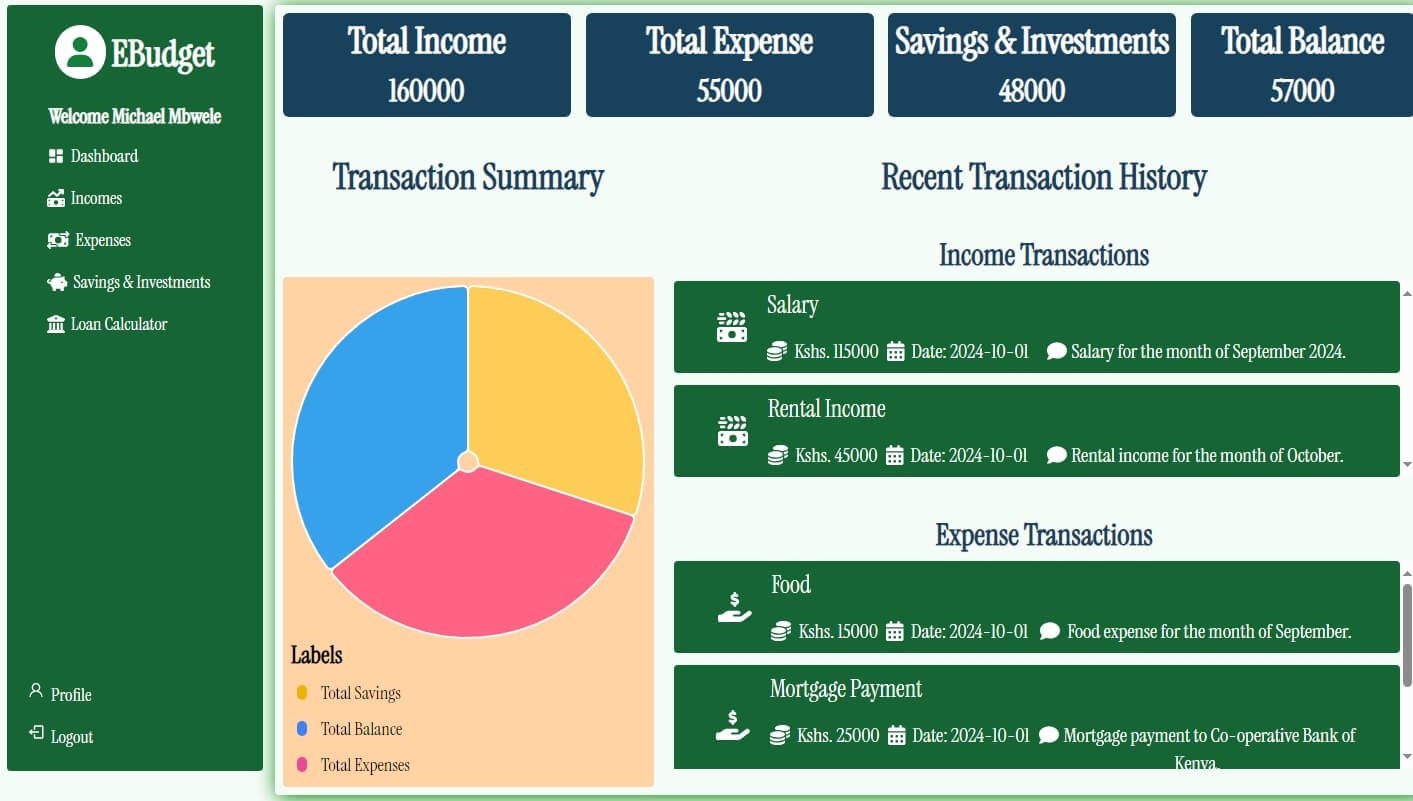 EBudget
Welcome Michael Mbwele
Dashboard
Incomes
Expenses
Savings & Investments
Loan Calculator
Profile
Logout
Total Income
160000
Total Expense
55000
Savings & Investments
48000
Total Balance
57000
Transaction Summary
Labels
Total Savings
Total Balance
Total Expenses
Recent Transaction History
Income Transactions
Salary
Kshs. 115000 Date: 2024-10-01 Salary for the month of September 2024.
Rental Income
Kshs. 45000 Date: 2024-10-01 Rental income for the month of October.
Expense Transactions
Food
Kshs. 15000 Date: 2024-10-01 Food expense for the month of September.
Mortgage Payment
Kshs. 25000 Date: 2024-10-01 Mortgage payment to Co-operative Bank of
Kenya.